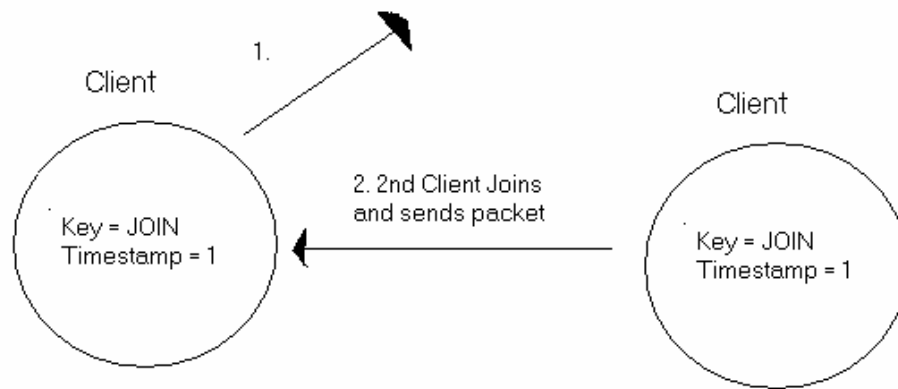 1.
Client
Client
2. 2nd Client Joins
and sends packet
Key = JOIN
Timestamp = 1
Key = JOIN
Timestamp = 1